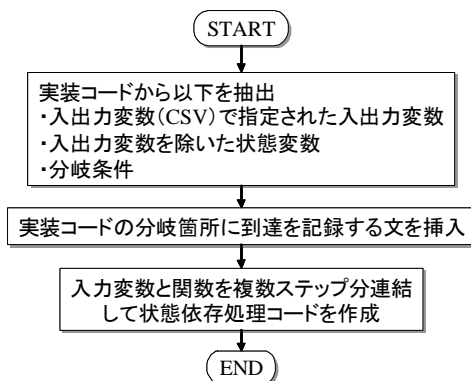 START
実装コードから以下を抽出
・入出力変数(CSV)で指定された入出力変数
・入出力変数を除いた状態変数
・分岐条件
実装コードの分岐箇所に到達を記録する文を挿入
入力変数と関数を複数ステップ分連結
して状態依存処理コードを作成
END